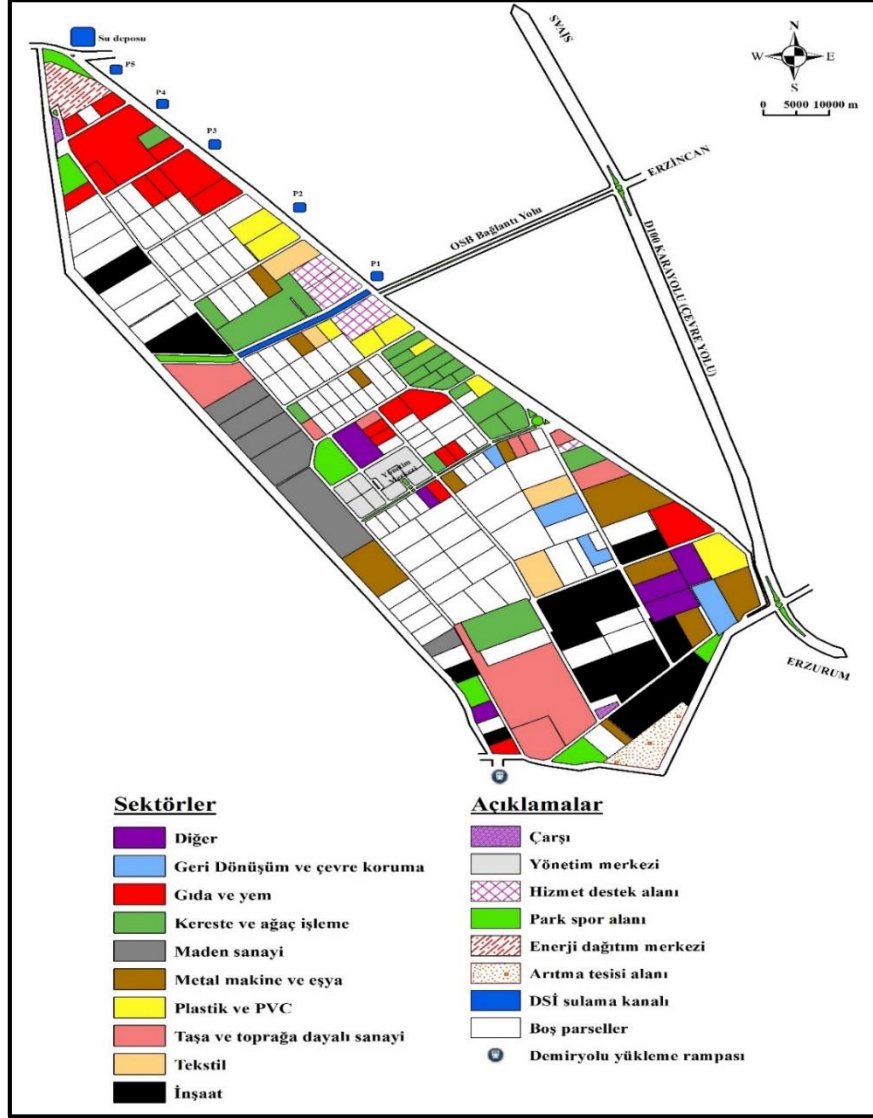 Su deposu
P5
P4
P3
P2
P1
SVAİS
N
W
E
S
0 5000 10000 m
ERZİNCAN
OSB Bağlantı Yolu
D100 KARAYOLU (ÇEVRE YOLU)
Yönetim
Merkezi
ERZURUM
Sektörler
Diğer
Geri Dönüşüm ve çevre koruma
Gıda ve yem
Kereste ve ağaç işleme
Maden sanayi
Metal makine ve eşya
Plastik ve PVC
Taşa ve toprağa dayalı sanayi
Tekstil
İnşaat
Açıklamalar
Çarşı
Yönetim merkezi
Hizmet destek alanı
Park spor alanı
Enerji dağıtım merkezi
Arıtma tesisi alanı
DSİ sulama kanalı
Boş parseller
Demiryolu yükleme rampası